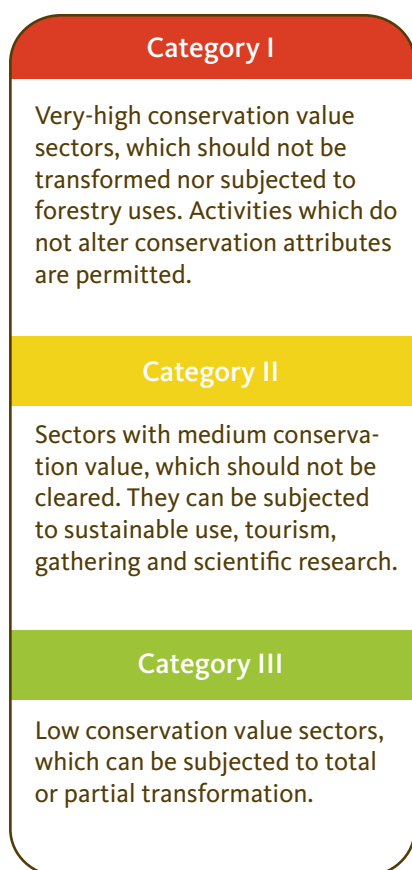 Category I
Very-high conservation value
sectors, which should not be
transformed nor subjected to
forestry uses. Activities which do
not alter conservation attributes
are permitted.
Category II
Sectors with medium conserva-
tion value, which should not be
cleared. They can be subjected
to sustainable use, tourism,
gathering and scientific research.
Category III
Low conservation value sectors,
which can be subjected to total
or partial transformation.